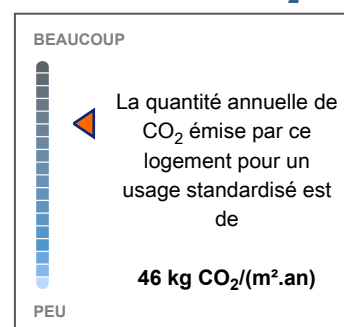 BEAUCOUP
La quantité annuelle de
CO₂ émise par ce
logement pour un
usage standardisé est
de
46 kg CO₂/(m².an)
PEU